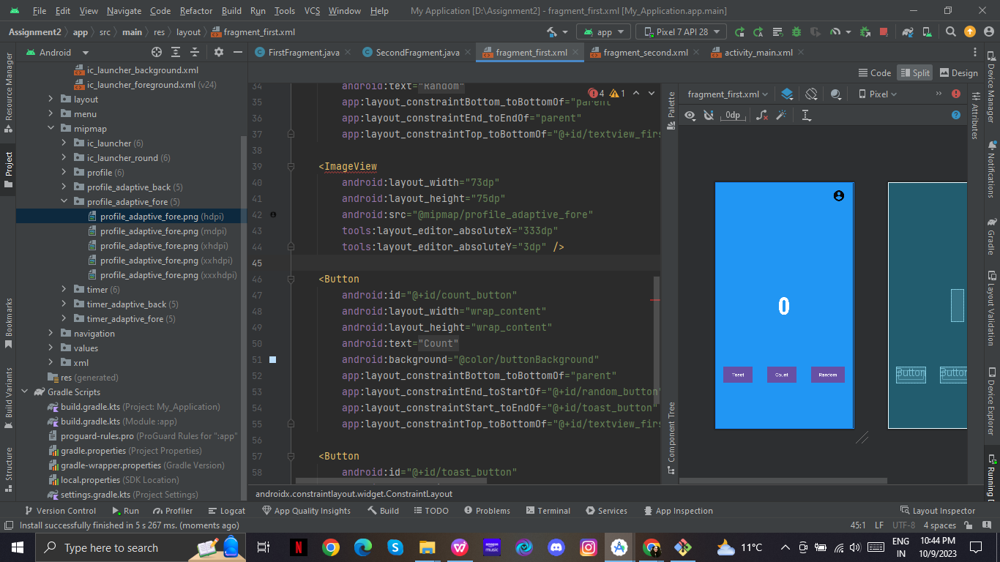 File Edit View Navigate Code Refactor Build Run Tools VCS Window Help My Application [D:\Assignment2] - fragment_first.xml [My_Application.app.main]
Assignment2 app src main res layout fragment_first.xml app Pixel 7 API 28
Android FirstFragment.java SecondFragment.java fragment_first.xml fragment_second.xml activity_main.xml
Code Split Design
Resource Manager
Project
Bookmarks
Build Variants
Structure
ic_launcher_background.xml
ic_launcher_foreground.xml (v24)
layout
menu
mipmap
ic_launcher (6)
ic_launcher_round (6)
profile (6)
profile_adaptive_back (5)
profile_adaptive_fore (5)
profile_adaptive_fore.png (hdpi)
profile_adaptive_fore.png (mdpi)
profile_adaptive_fore.png (xhdpi)
profile_adaptive_fore.png (xxhdpi)
profile_adaptive_fore.png (xxxhdpi)
timer (6)
timer_adaptive_back (5)
timer_adaptive_fore (5)
navigation
values
xml
res (generated)
Gradle Scripts
build.gradle.kts (Project: My_Application)
build.gradle.kts (Module :app)
proguard-rules.pro (ProGuard Rules for ":app"
gradle.properties (Project Properties)
gradle-wrapper.properties (Gradle Version)
local.properties (SDK Location)
settings.gradle.kts (Project Settings)
4 1
34 android:text="Random"
35 app:layout_constraintBottom_toBottomOf="parent"
36 app:layout_constraintEnd_toEndOf="parent"
37 app:layout_constraintTop_toBottomOf="@+id/textview_firs
38
39 <ImageView
40 android:layout_width="73dp"
41 android:layout_height="75dp"
42 android:src="@mipmap/profile_adaptive_fore"
43 tools:layout_editor_absoluteX="333dp"
44 tools:layout_editor_absoluteY="3dp" />
45
46 <Button
47 android:id="@+id/count_button"
48 android:layout_width="wrap_content"
49 android:layout_height="wrap_content"
50 android:text="Count"
51 android:background="@color/buttonBackground"
52 app:layout_constraintBottom_toBottomOf="parent"
53 app:layout_constraintEnd_toStartOf="@+id/random_button"
54 app:layout_constraintStart_toEndOf="@+id/toast_button"
55 app:layout_constraintTop_toBottomOf="@+id/textview_firs
56
57 <Button
58 android:id="@+id/toast_button"
androidx.constraintlayout.widget.ConstraintLayout
Palette
Component Tree
fragment_first.xml Pixel
0dp
0
Toast Count Random
Button Button
Attributes
Device Manager
Notifications
Gradle
Layout Validation
Device Explorer
Running D
Version Control Run Profiler Logcat App Quality Insights Build TODO Problems Terminal Services App Inspection Layout Inspector
Install successfully finished in 5 s 267 ms. (moments ago) 45:1 LF UTF-8 4 spaces
Type here to search amazon music 11°C ENG 10:44 PM
IN 10/9/2023